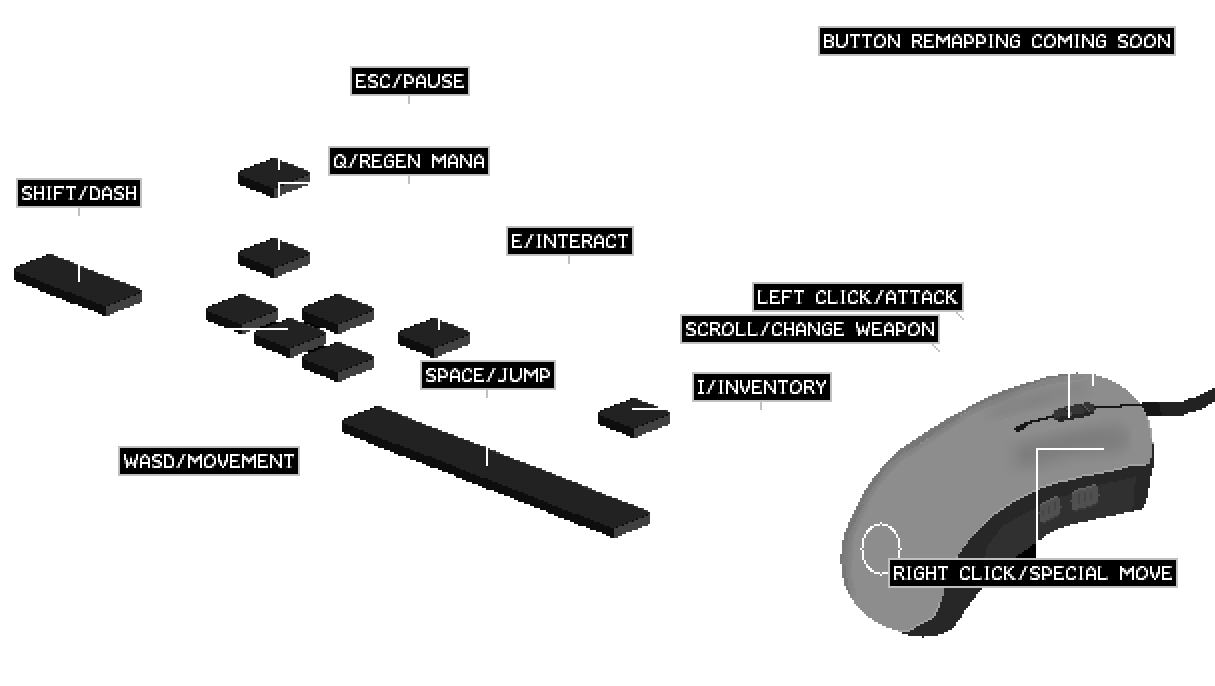 BUTTON REMAPPING COMING SOON
ESC/PAUSE
Q/REGEN MANA
SHIFT/DASH
E/INTERACT
LEFT CLICK/ATTACK
SCROLL/CHANGE WEAPON
SPACE/JUMP
I/INVENTORY
WASD/MOVEMENT
RIGHT CLICK/SPECIAL MOVE